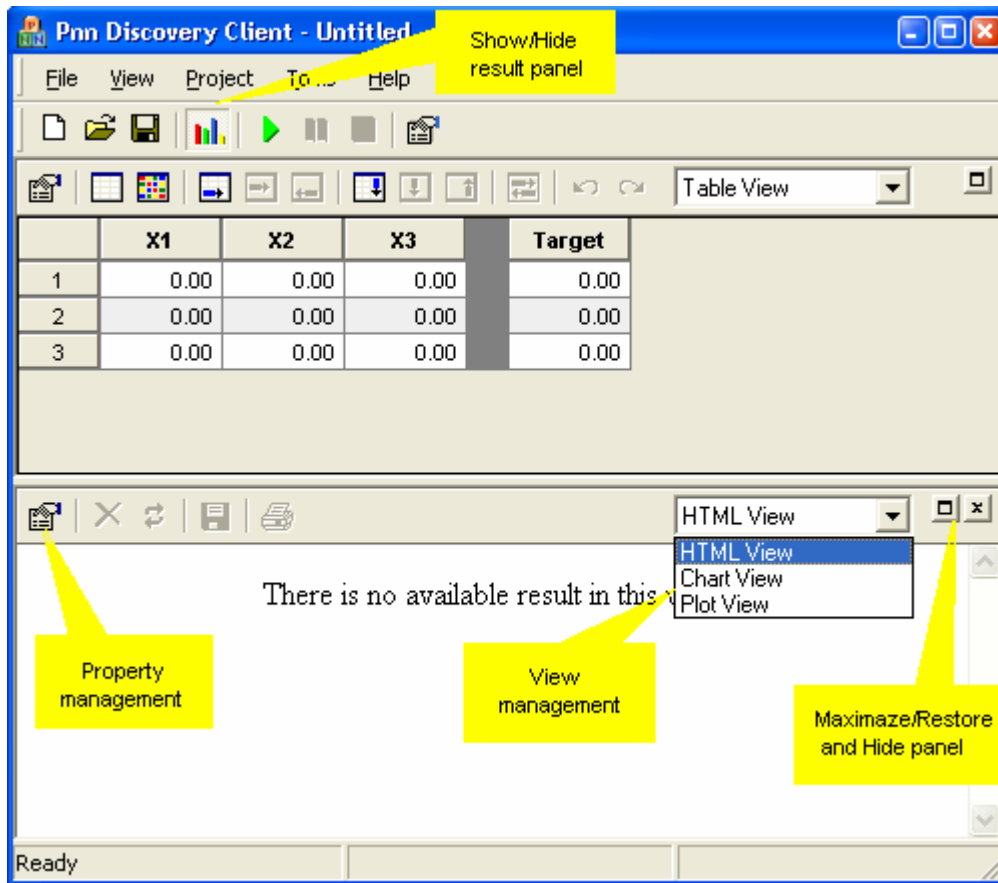 Pnn Discovery Client - Untitled
Show/Hide
result panel
File View Project Help
Table View
X1 X2 X3 Target
1 0.00 0.00 0.00 0.00
2 0.00 0.00 0.00 0.00
3 0.00 0.00 0.00 0.00
HTML View
HTML View
Chart View
Plot View
There is no available result in this
Property
management
View
management
Maximaze/Restore
and Hide panel
Ready